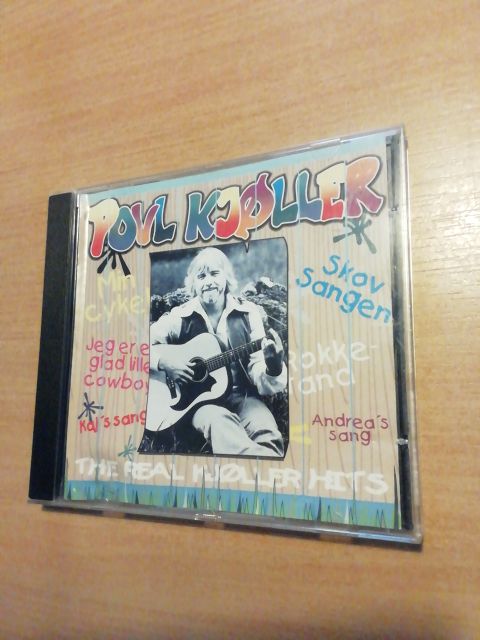 POVL KJØLLER
Min
cykel
Skov
Sangen
Jeg er en
glad lille
cowboy
Rokke-
tand
Kaj's sang
Andrea's
sang
THE REAL KJØLLER HITS